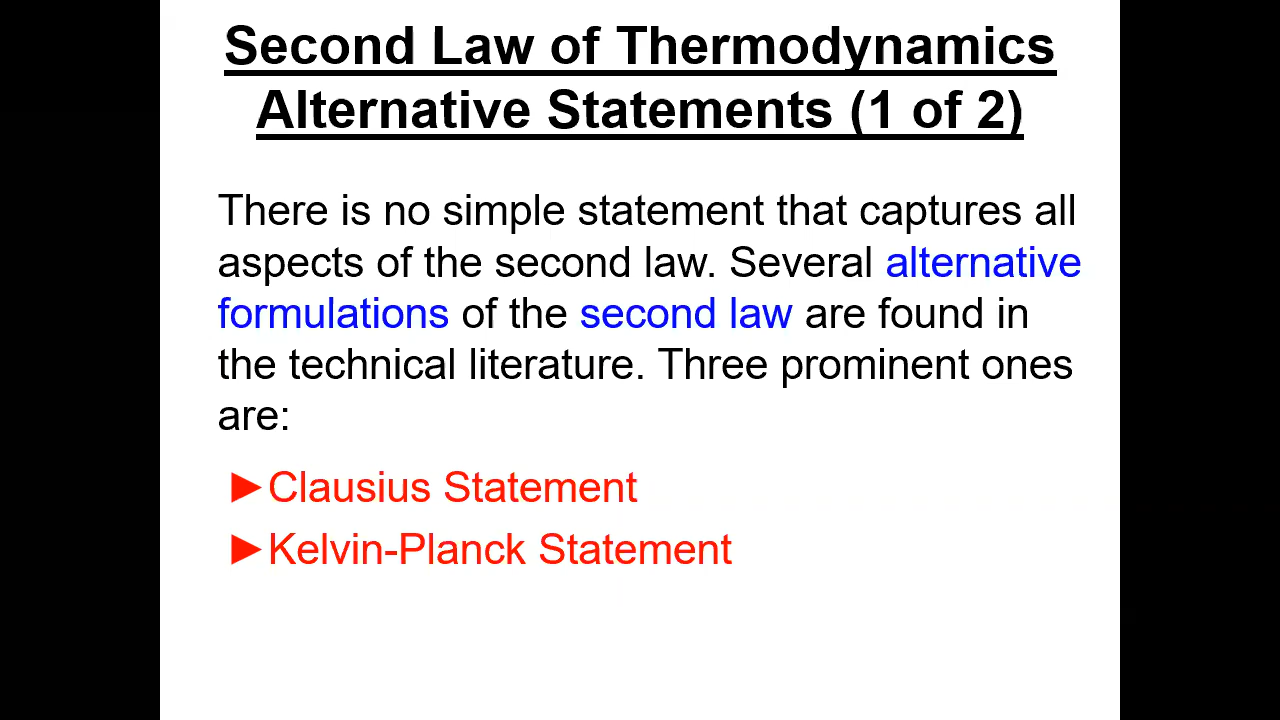 Second Law of Thermodynamics
Alternative Statements (1 of 2)
There is no simple statement that captures all
aspects of the second law. Several alternative
formulations of the second law are found in
the technical literature. Three prominent ones
are:
►Clausius Statement
►Kelvin-Planck Statement